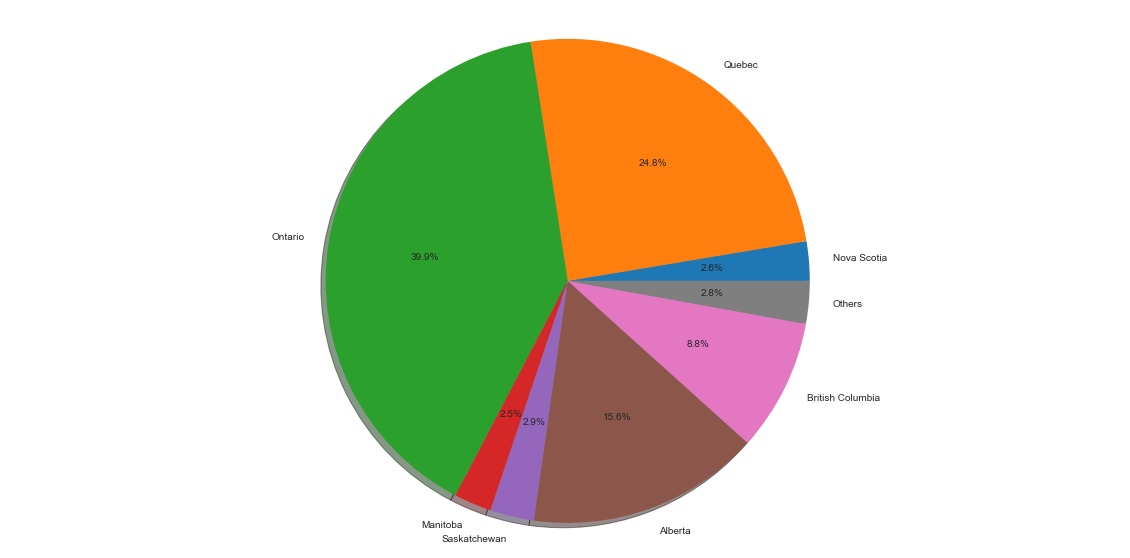 Quebec
24.8%
Ontario
39.9%
Nova Scotia
2.6%
2.8%
Others
8.8%
British Columbia
2.5%
2.9%
15.6%
Manitoba
Saskatchewan
Alberta